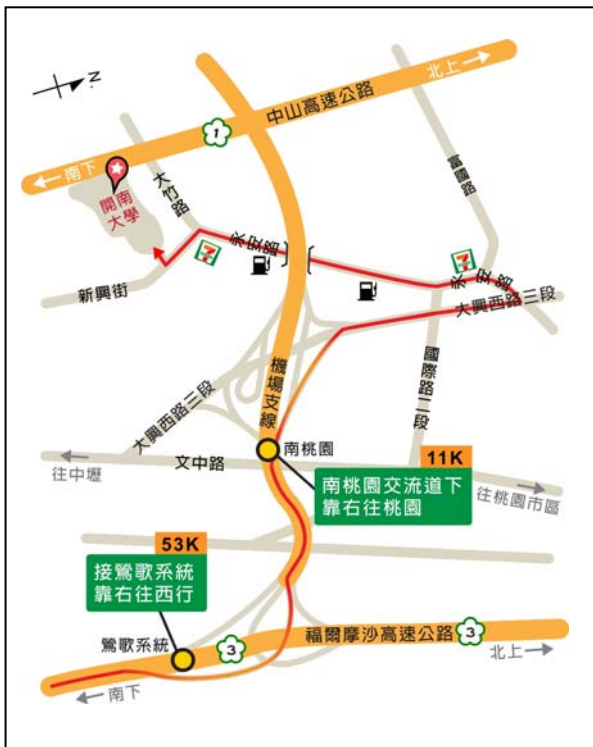 N.
北上
中山高速公路
1
南下
開南
大學
大竹路
富國路
7
永安路
7
永安路
新興街
大興西路三段
機場支線
國際路二段
大興西路三段
南桃園
文中路
往中壢
11K
南桃園交流道下
靠右往桃園
往桃園市區
53K
接鶯歌系統
靠右往西行
福爾摩沙高速公路
3
鶯歌系統
3
北上
南下